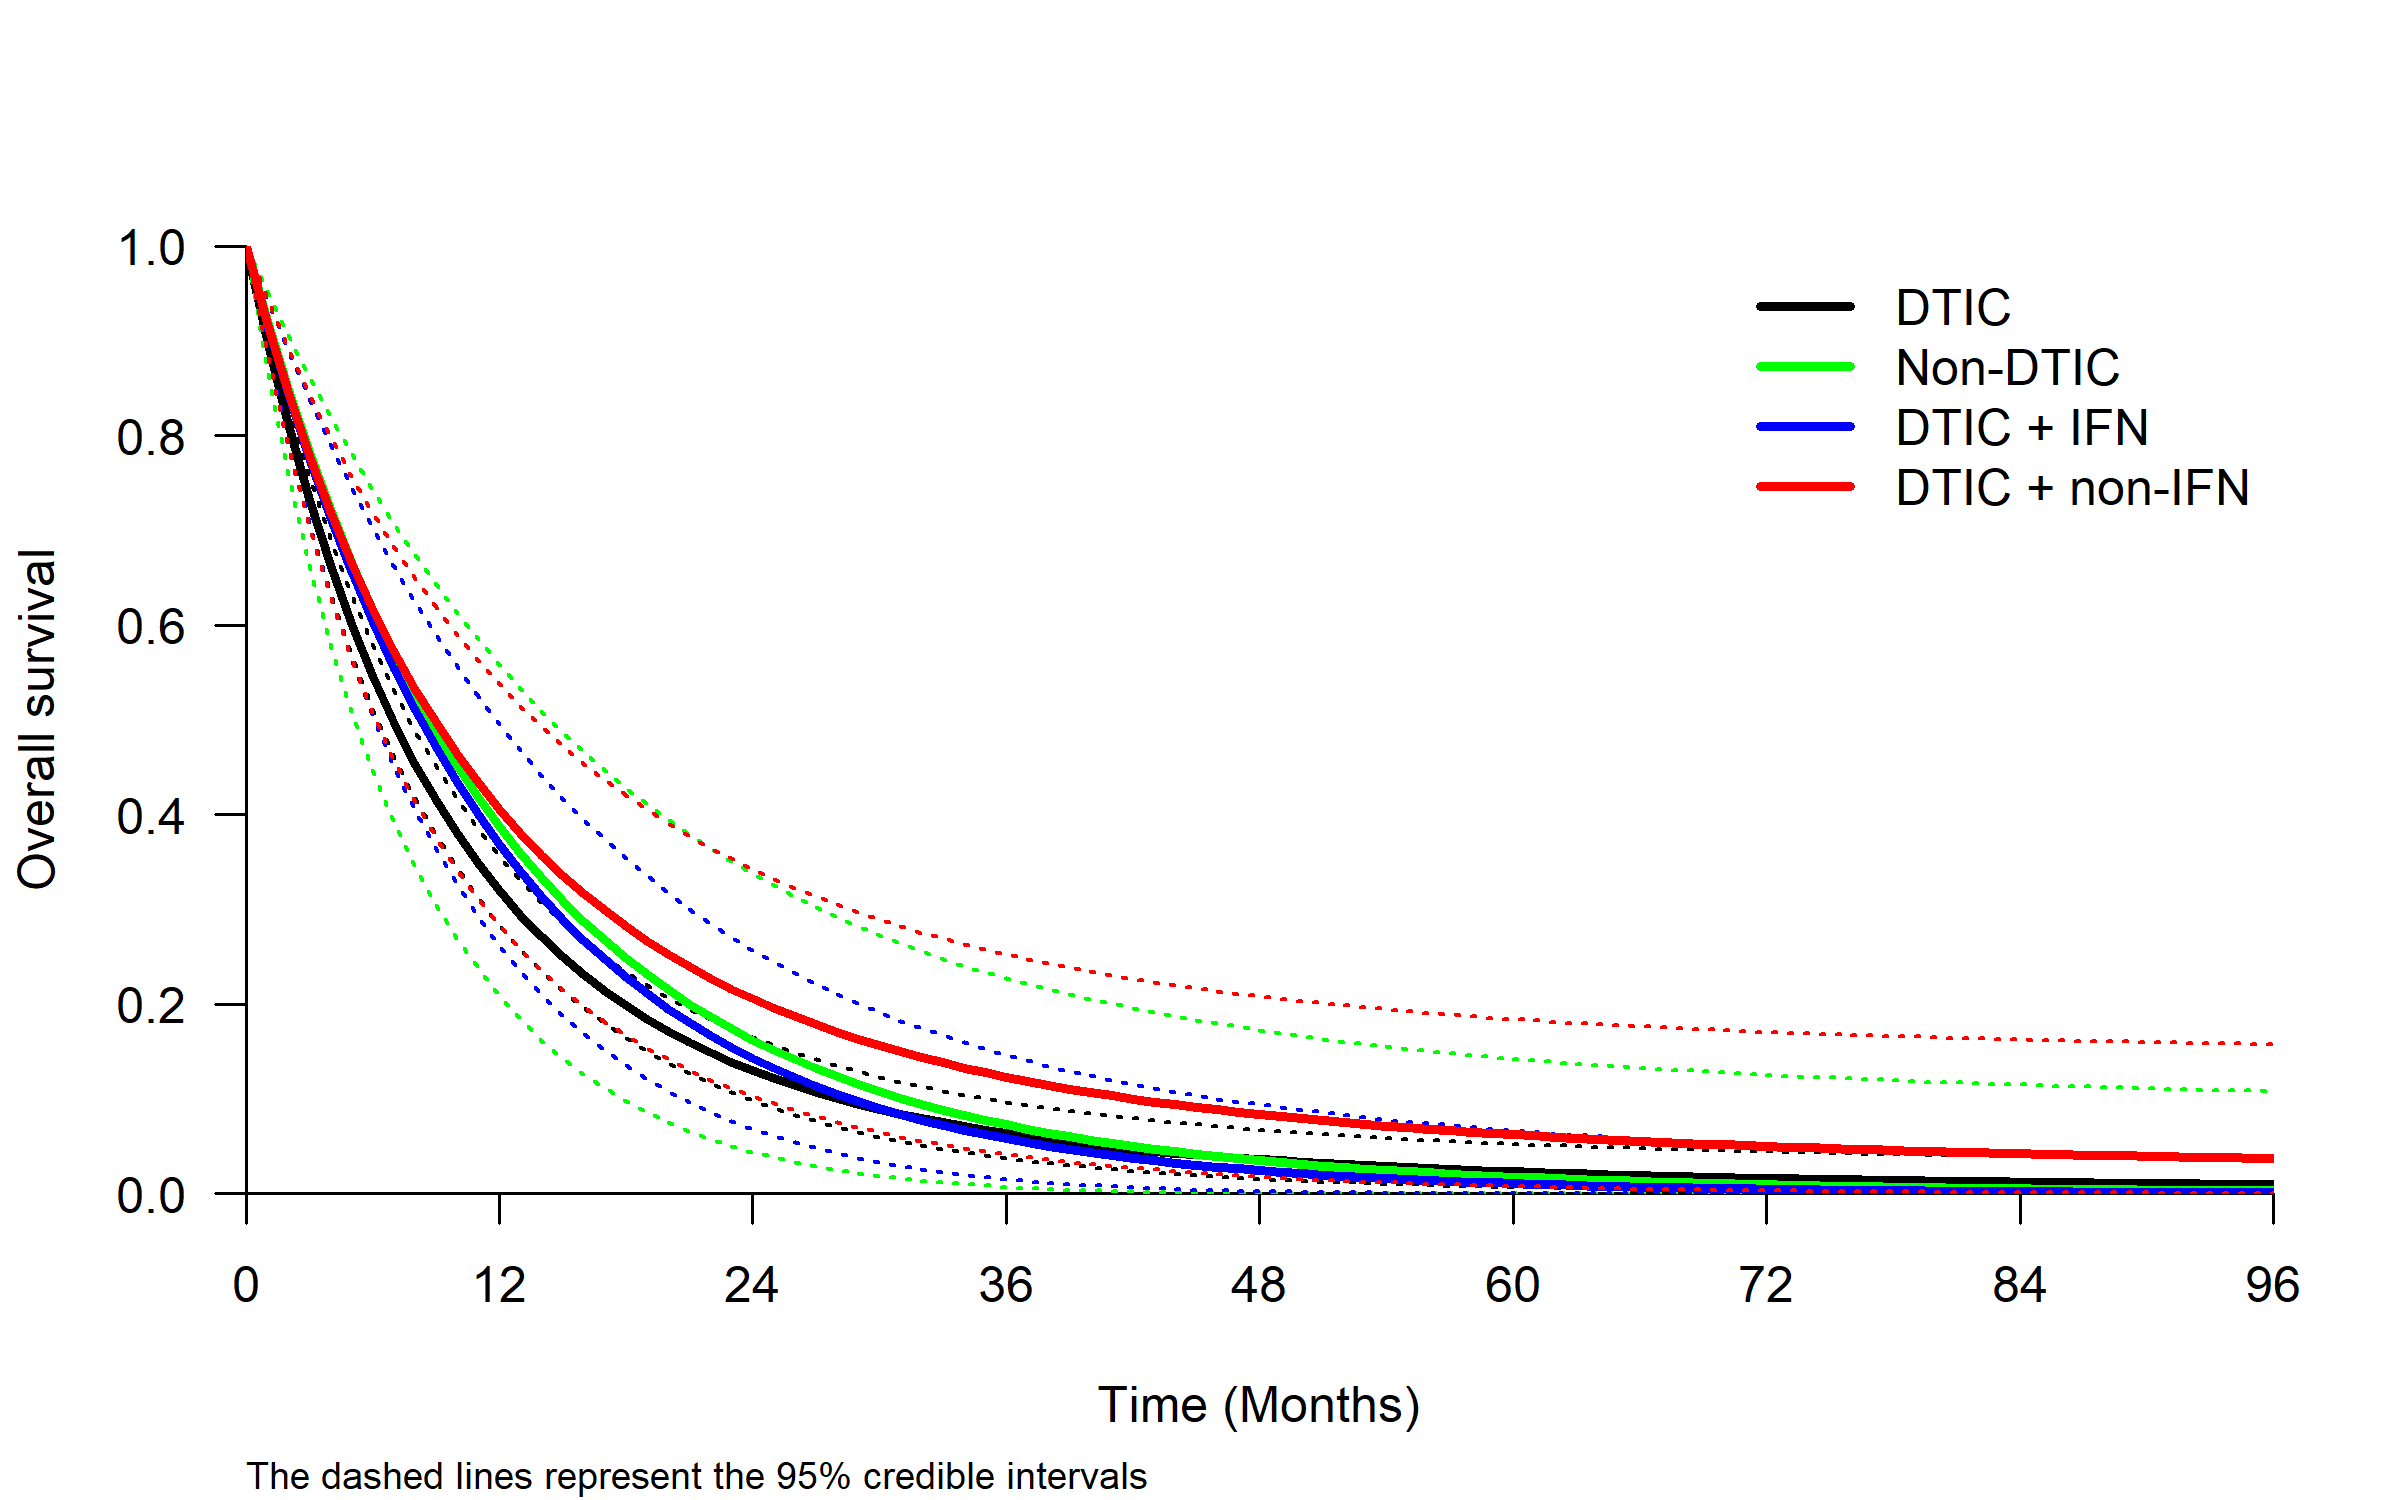 1.0
0.8
0.6
0.4
0.2
0.0
Overall survival
DTIC
Non-DTIC
DTIC + IFN
DTIC + non-IFN
0 12 24 36 48 60 72 84 96
Time (Months)
The dashed lines represent the 95% credible intervals